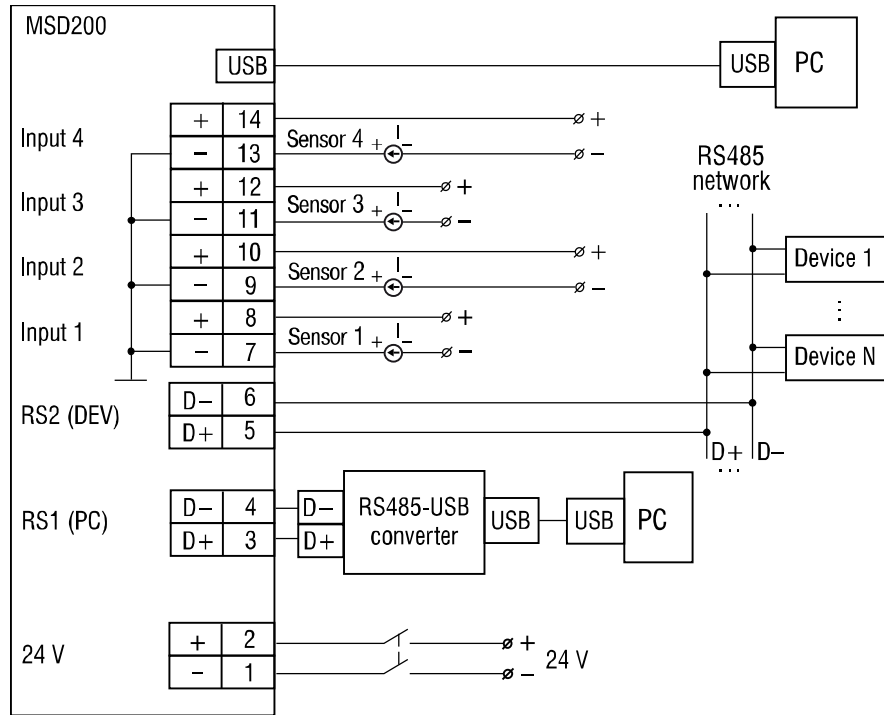 MSD200
USB
USB PC
Input 4 + 14 Sensor 4 + I - +
- 13 -
Input 3 + 12 Sensor 3 + I - +
- 11 -
Input 2 + 10 Sensor 2 + I - +
- 9 -
Input 1 + 8 Sensor 1 + I - +
- 7 -
RS485
network
...
Device 1
...
Device N
D+ D-
...
RS2 (DEV) D- 6
D+ 5
RS1 (PC) D- 4 D- RS485-USB
D+ 3 D+ converter
USB USB PC
24 V + 2 +
- 1 - 24 V